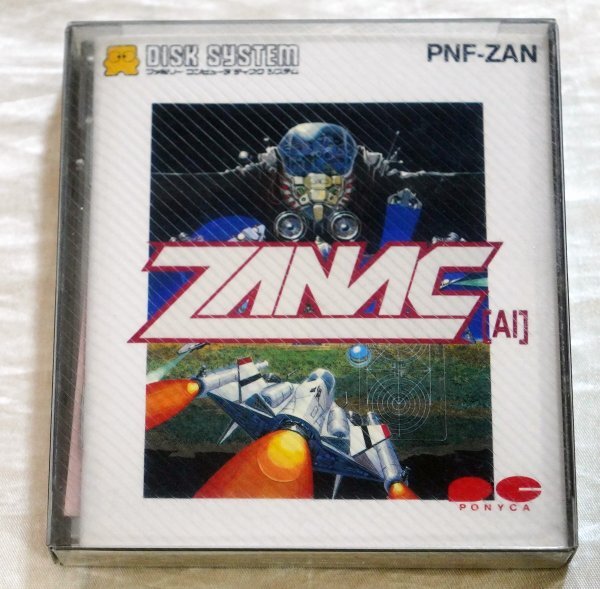 DISK SYSTEM
ファミリー コンピュータ ディスク システム
PNF-ZAN
ZANAC
[AI]
PONYCA